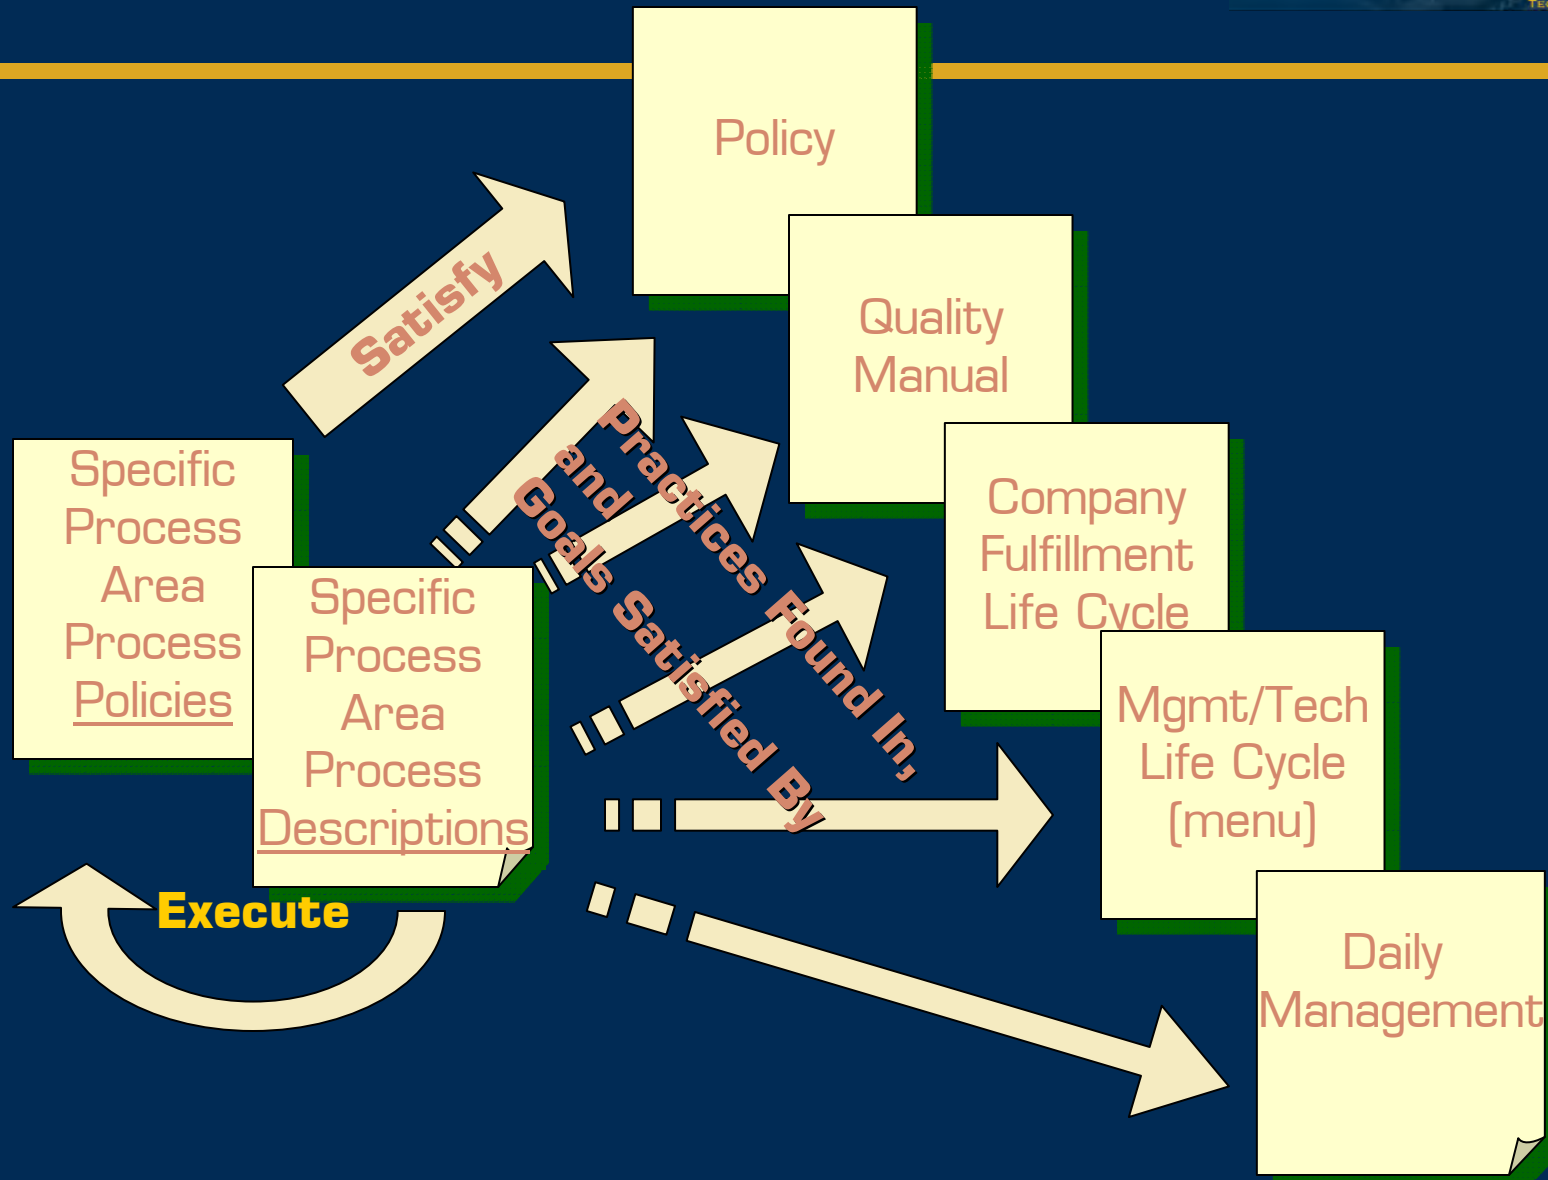 Policy
Quality
Manual
Satisfy
Practices Found In,
and
Goals Satisfied By
Company
Fulfillment
Life Cycle
Specific
Process
Area
Process
Policies
Specific
Process
Area
Process
Descriptions
Mgmt/Tech
Life Cycle
(menu)
Execute
Daily
Management